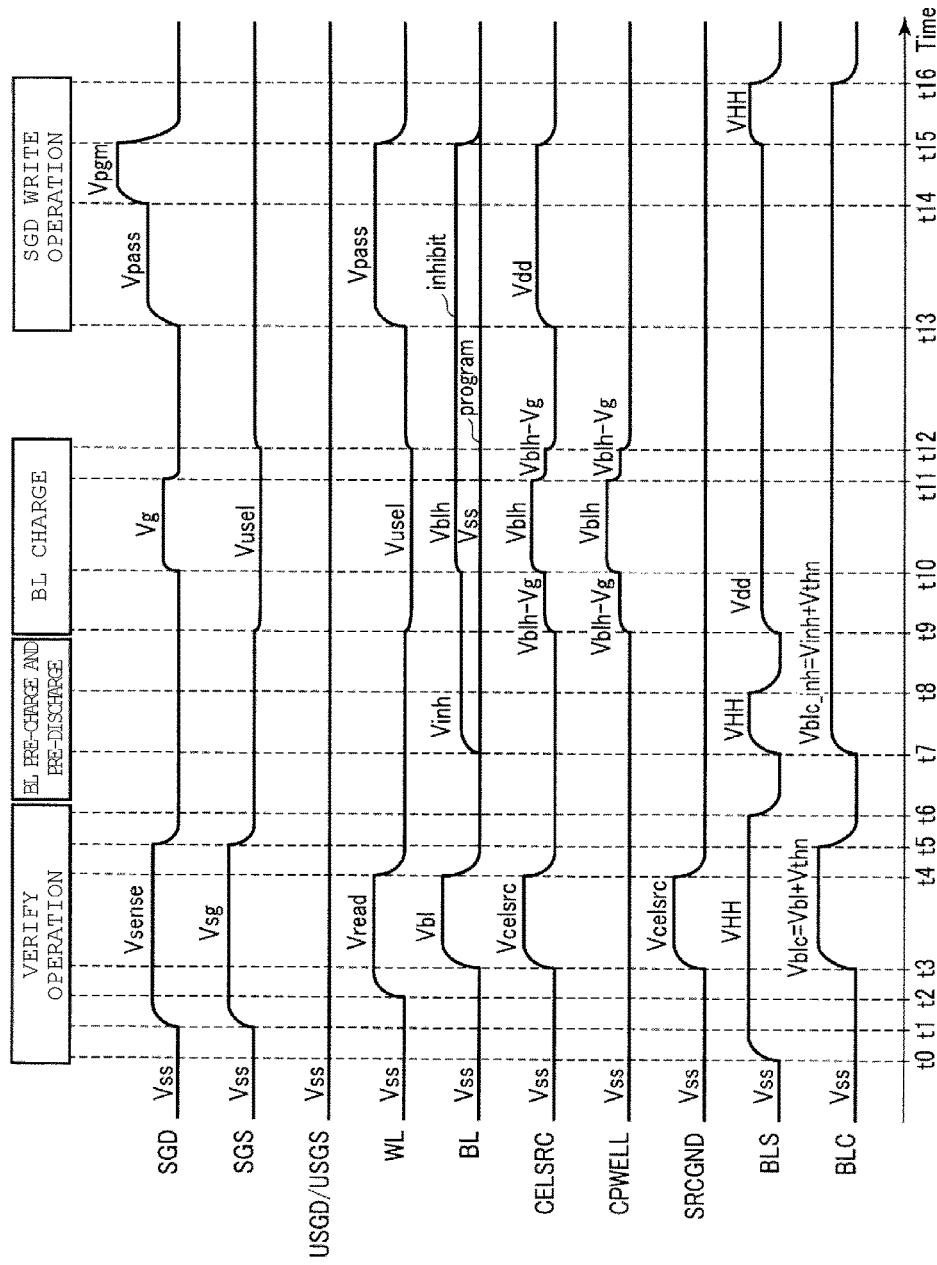 VERIFY
OPERATION
BL PRE-CHARGE AND
PRE-DISCHARGE
BL CHARGE
SGD WRITE
OPERATION
SGD
Vss
Vsense
Vg
Vpass
Vpgm
SGS
Vss
Vsg
Vusel
USGD/USGS
Vss
WL
Vss
Vread
Vusel
Vpass
BL
Vss
Vbl
Vinh
Vblh
Vss
program
inhibit
CELSRC
Vss
Vcelsrc
Vblh-Vg
Vblh
Vblh-Vg
Vdd
CPWELL
Vss
Vblh-Vg
Vblh
Vblh-Vg
SRCGND
Vss
Vcelsrc
BLS
Vss
VHH
VHH
Vdd
VHH
BLC
Vss
Vblc=Vbl+Vthn
Vblc_inh=Vinh+Vthn
t0 t1 t2 t3 t4 t5 t6 t7 t8 t9 t10 t11 t12 t13 t14 t15 t16 Time